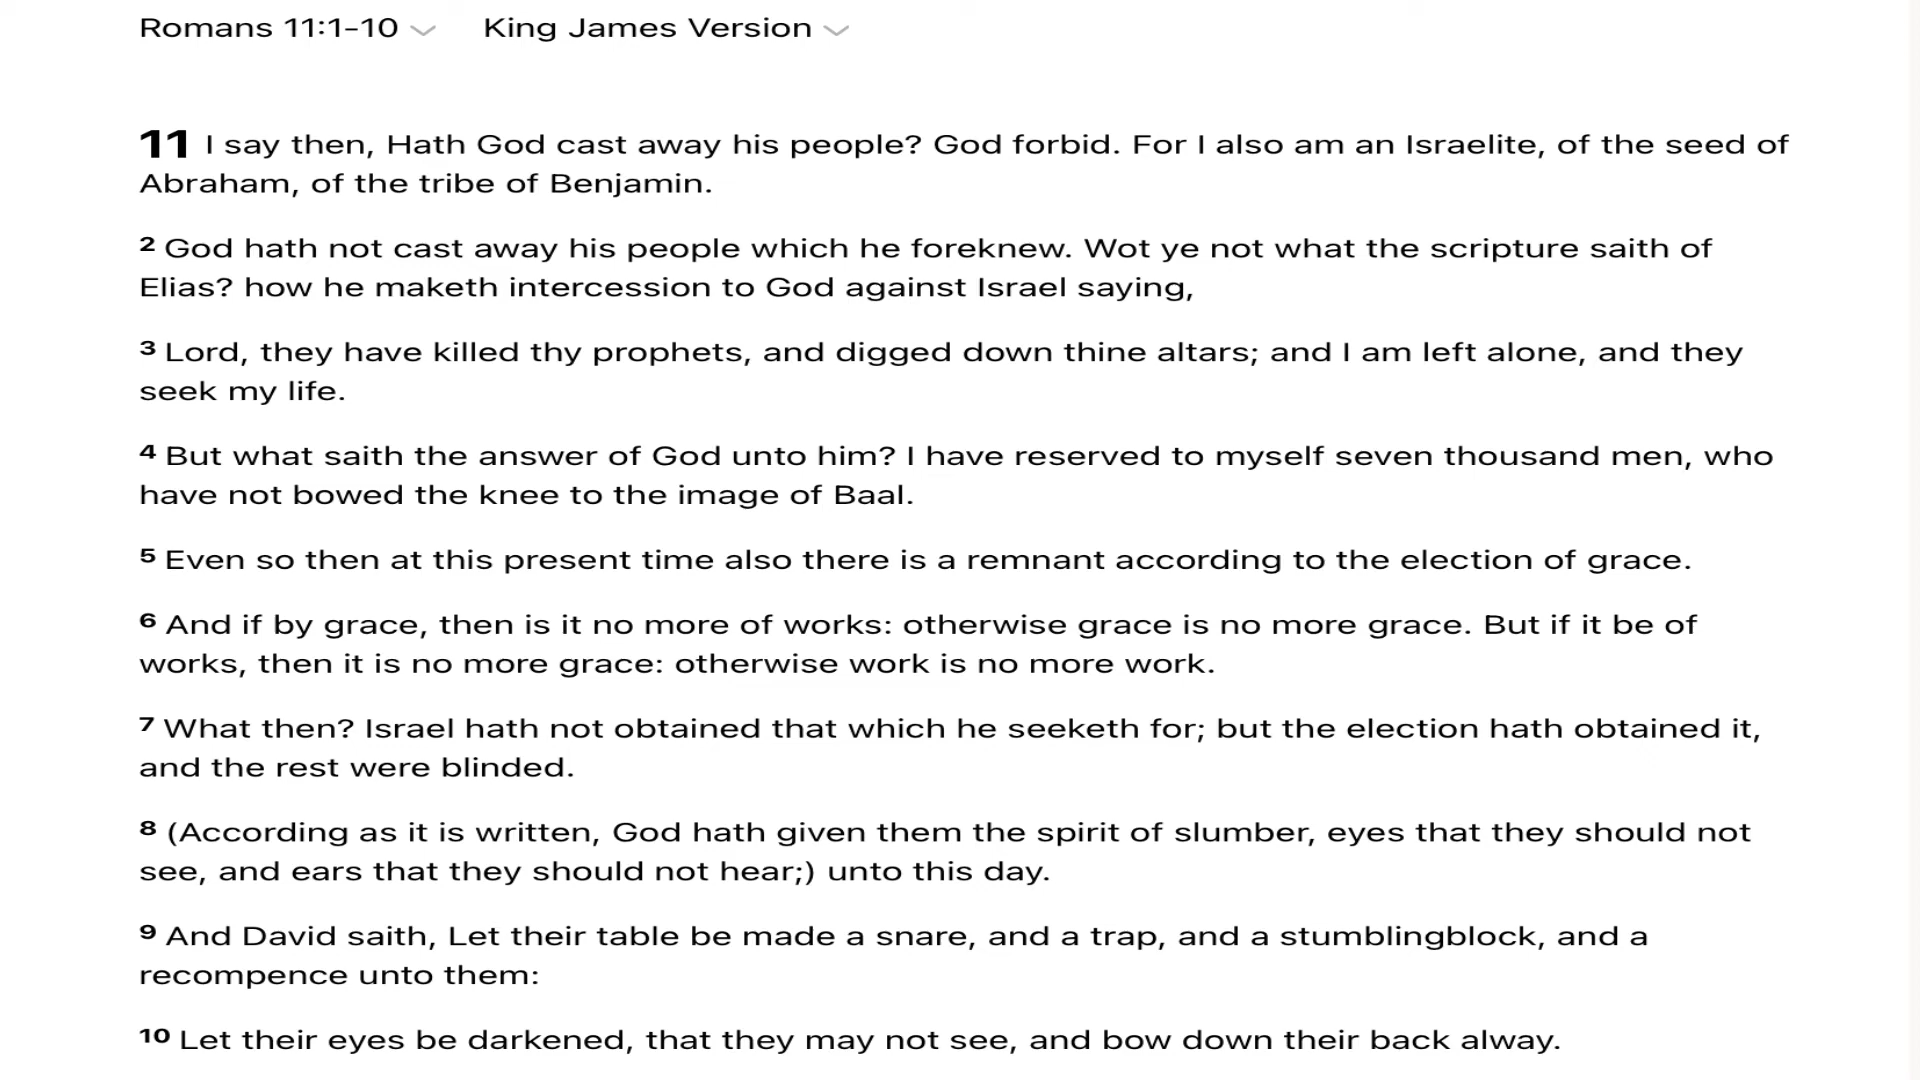 Romans 11:1-10 King James Version
11 I say then, Hath God cast away his people? God forbid. For I also am an Israelite, of the seed of
Abraham, of the tribe of Benjamin.
2 God hath not cast away his people which he foreknew. Wot ye not what the scripture saith of
Elias? how he maketh intercession to God against Israel saying,
3 Lord, they have killed thy prophets, and digged down thine altars; and I am left alone, and they
seek my life.
4 But what saith the answer of God unto him? I have reserved to myself seven thousand men, who
have not bowed the knee to the image of Baal.
5 Even so then at this present time also there is a remnant according to the election of grace.
6 And if by grace, then is it no more of works: otherwise grace is no more grace. But if it be of
works, then it is no more grace: otherwise work is no more work.
7 What then? Israel hath not obtained that which he seeketh for; but the election hath obtained it,
and the rest were blinded.
8 (According as it is written, God hath given them the spirit of slumber, eyes that they should not
see, and ears that they should not hear;) unto this day.
9 And David saith, Let their table be made a snare, and a trap, and a stumblingblock, and a
recompence unto them:
10 Let their eyes be darkened, that they may not see, and bow down their back alway.